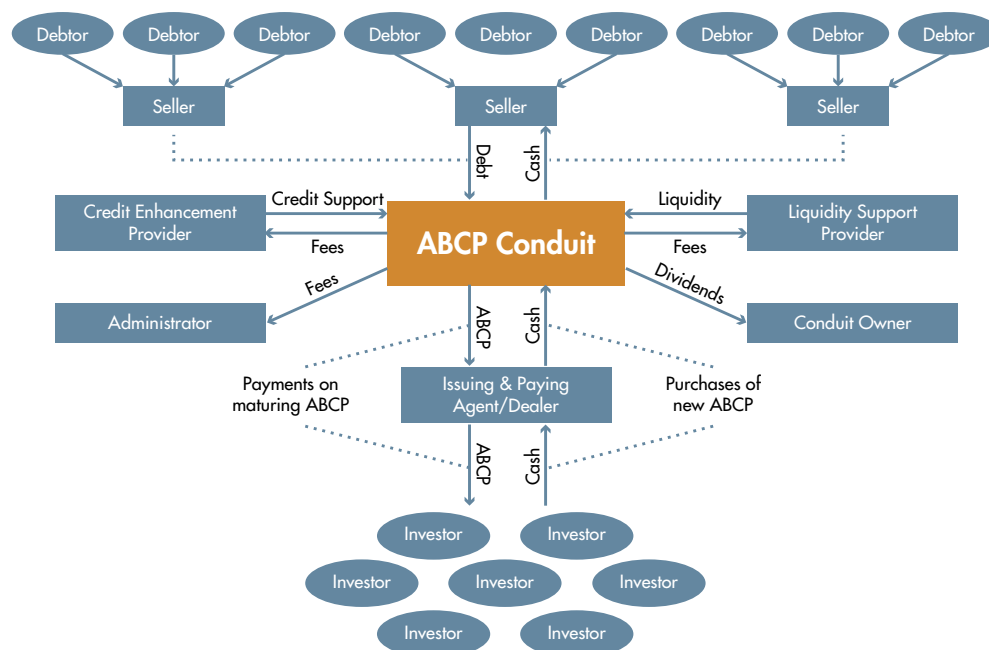 Debtor
Debtor
Debtor
Debtor
Debtor
Debtor
Debtor
Debtor
Debtor
Seller
Seller
Seller
Debt
Cash
Credit Enhancement
Provider
Credit Support
Fees
ABCP Conduit
Liquidity
Fees
Liquidity Support
Provider
Fees
Dividends
Administrator
Conduit Owner
ABCP
Cash
Payments on
maturing ABCP
Issuing & Paying
Agent/Dealer
Purchases of
new ABCP
ABCP
Cash
Investor
Investor
Investor
Investor
Investor
Investor
Investor